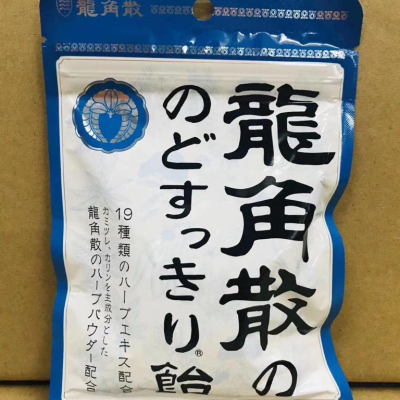 龍角散
龍角散の
のどすっきり®飴
19種類のハーブエキス配合
カミツレ、カリンを主成分とした
龍角散のハーブパウダー配合